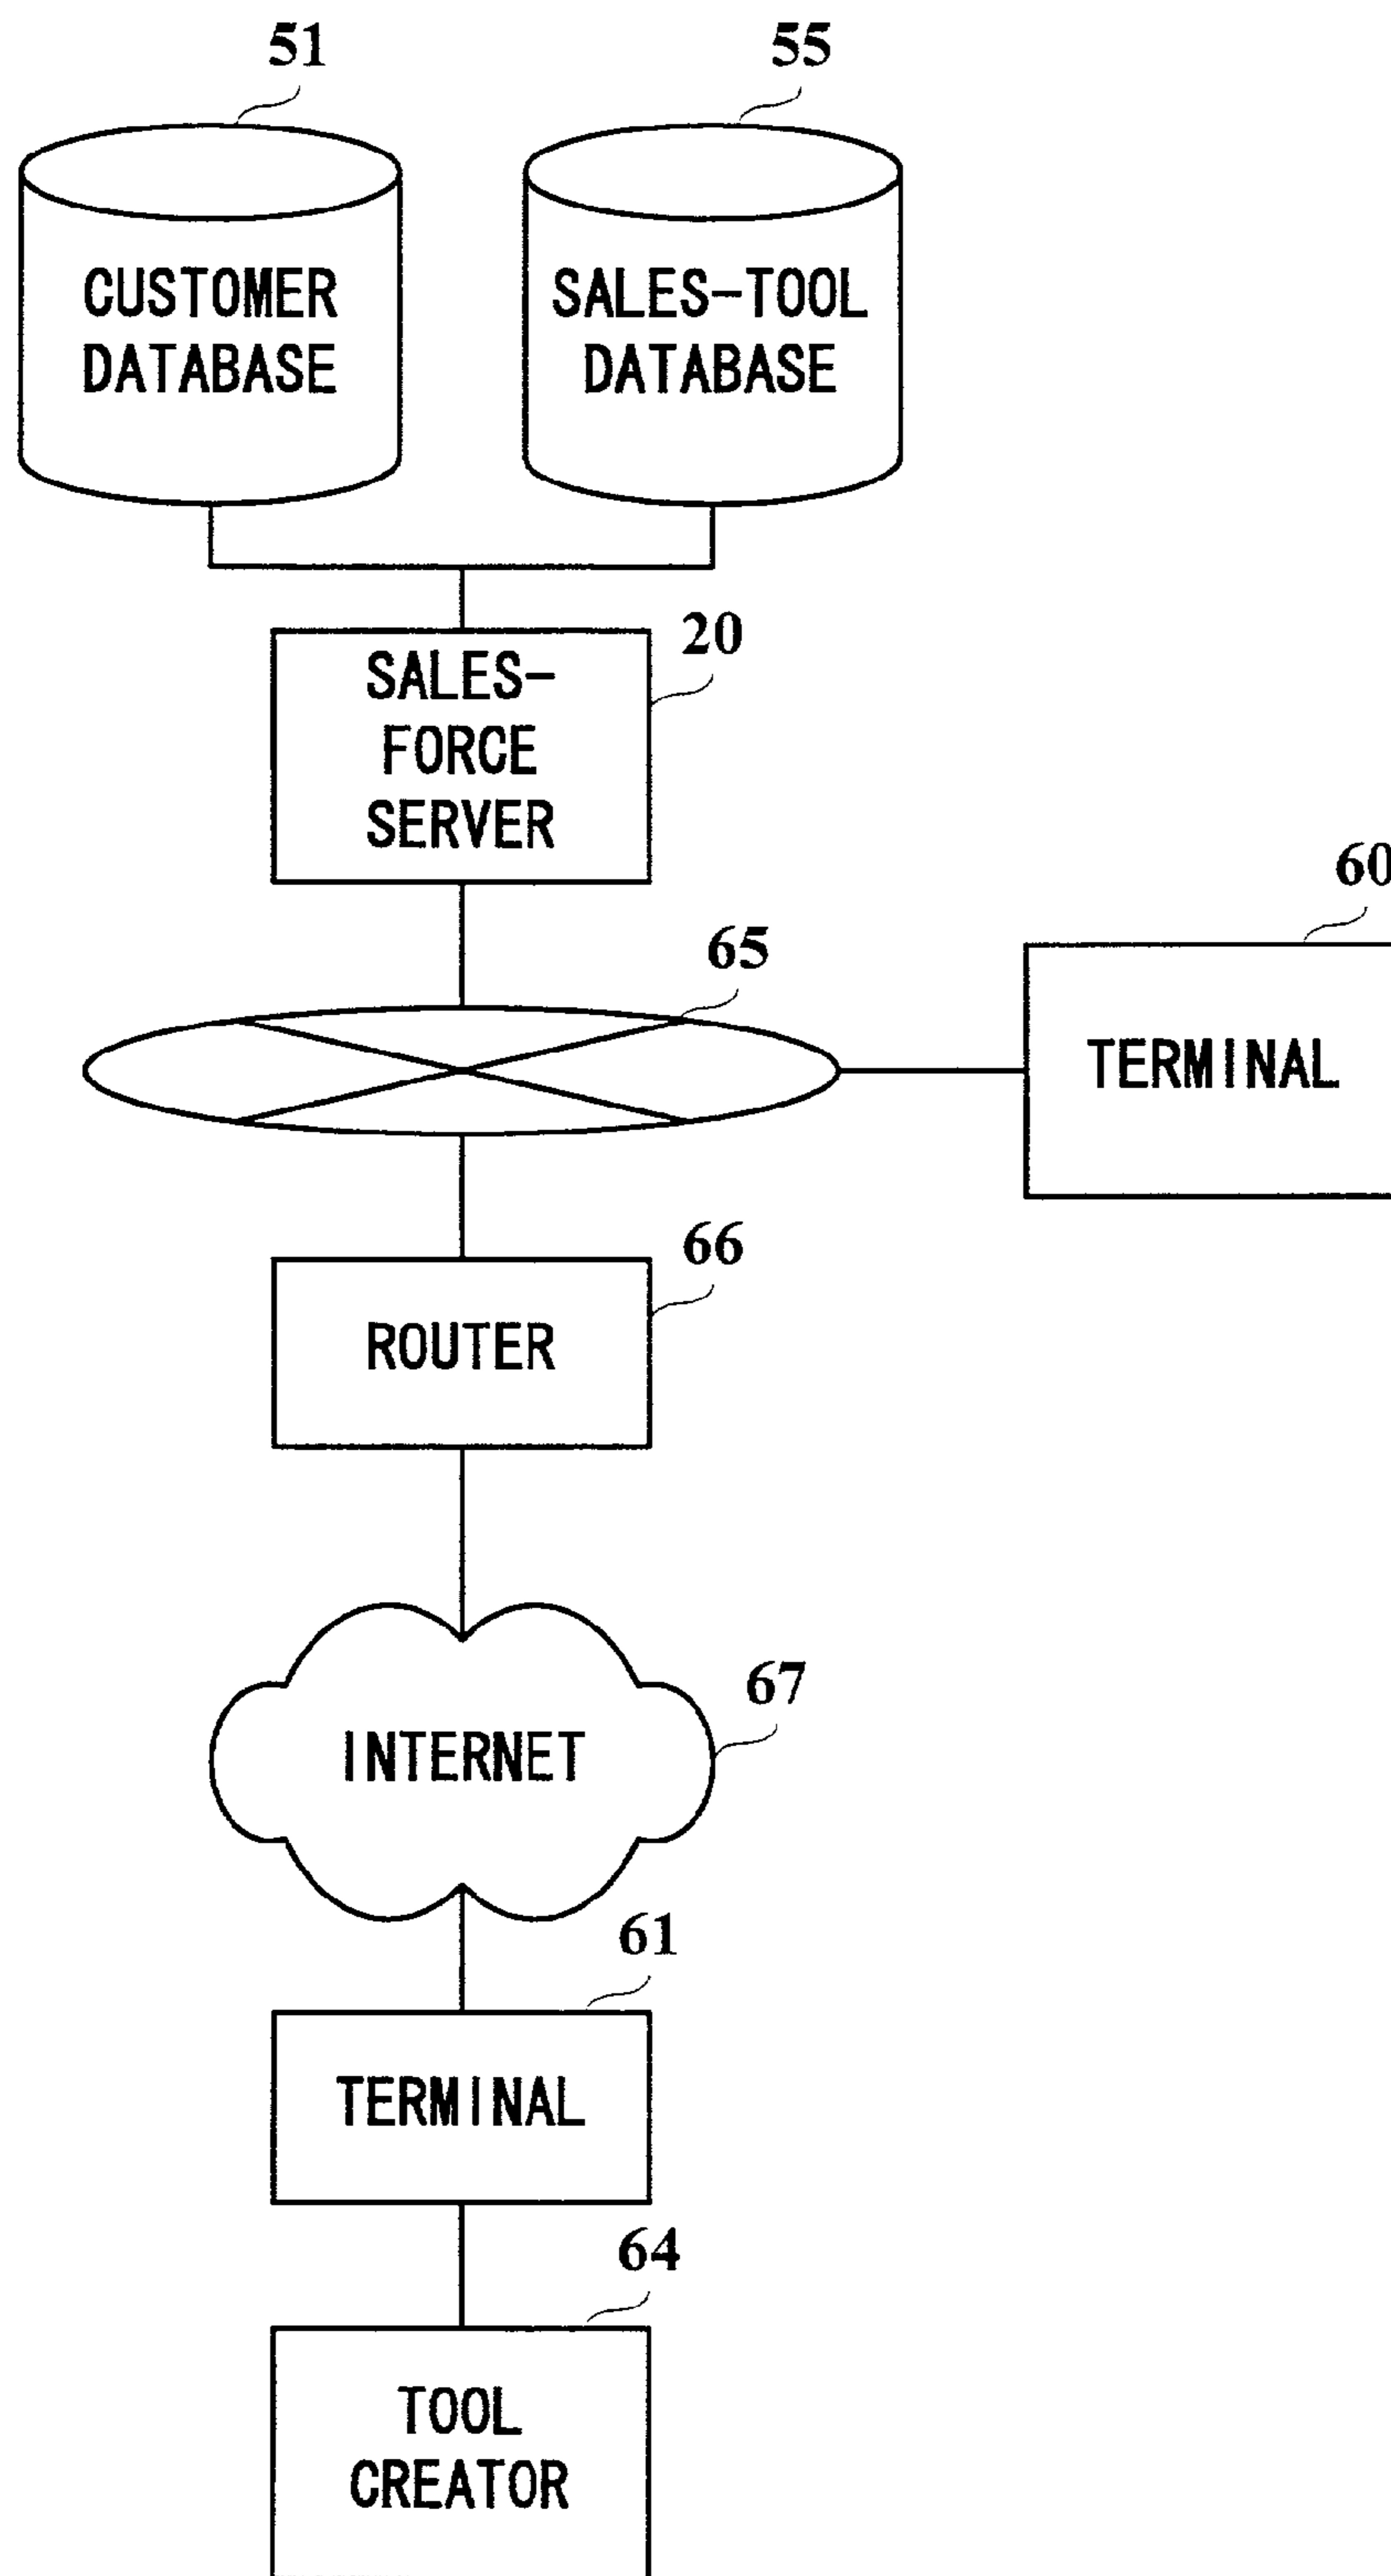 51
55
CUSTOMER
DATABASE
SALES-TOOL
DATABASE
20
SALES-
FORCE
SERVER
60
65
TERMINAL
66
ROUTER
67
INTERNET
61
TERMINAL
64
TOOL
CREATOR